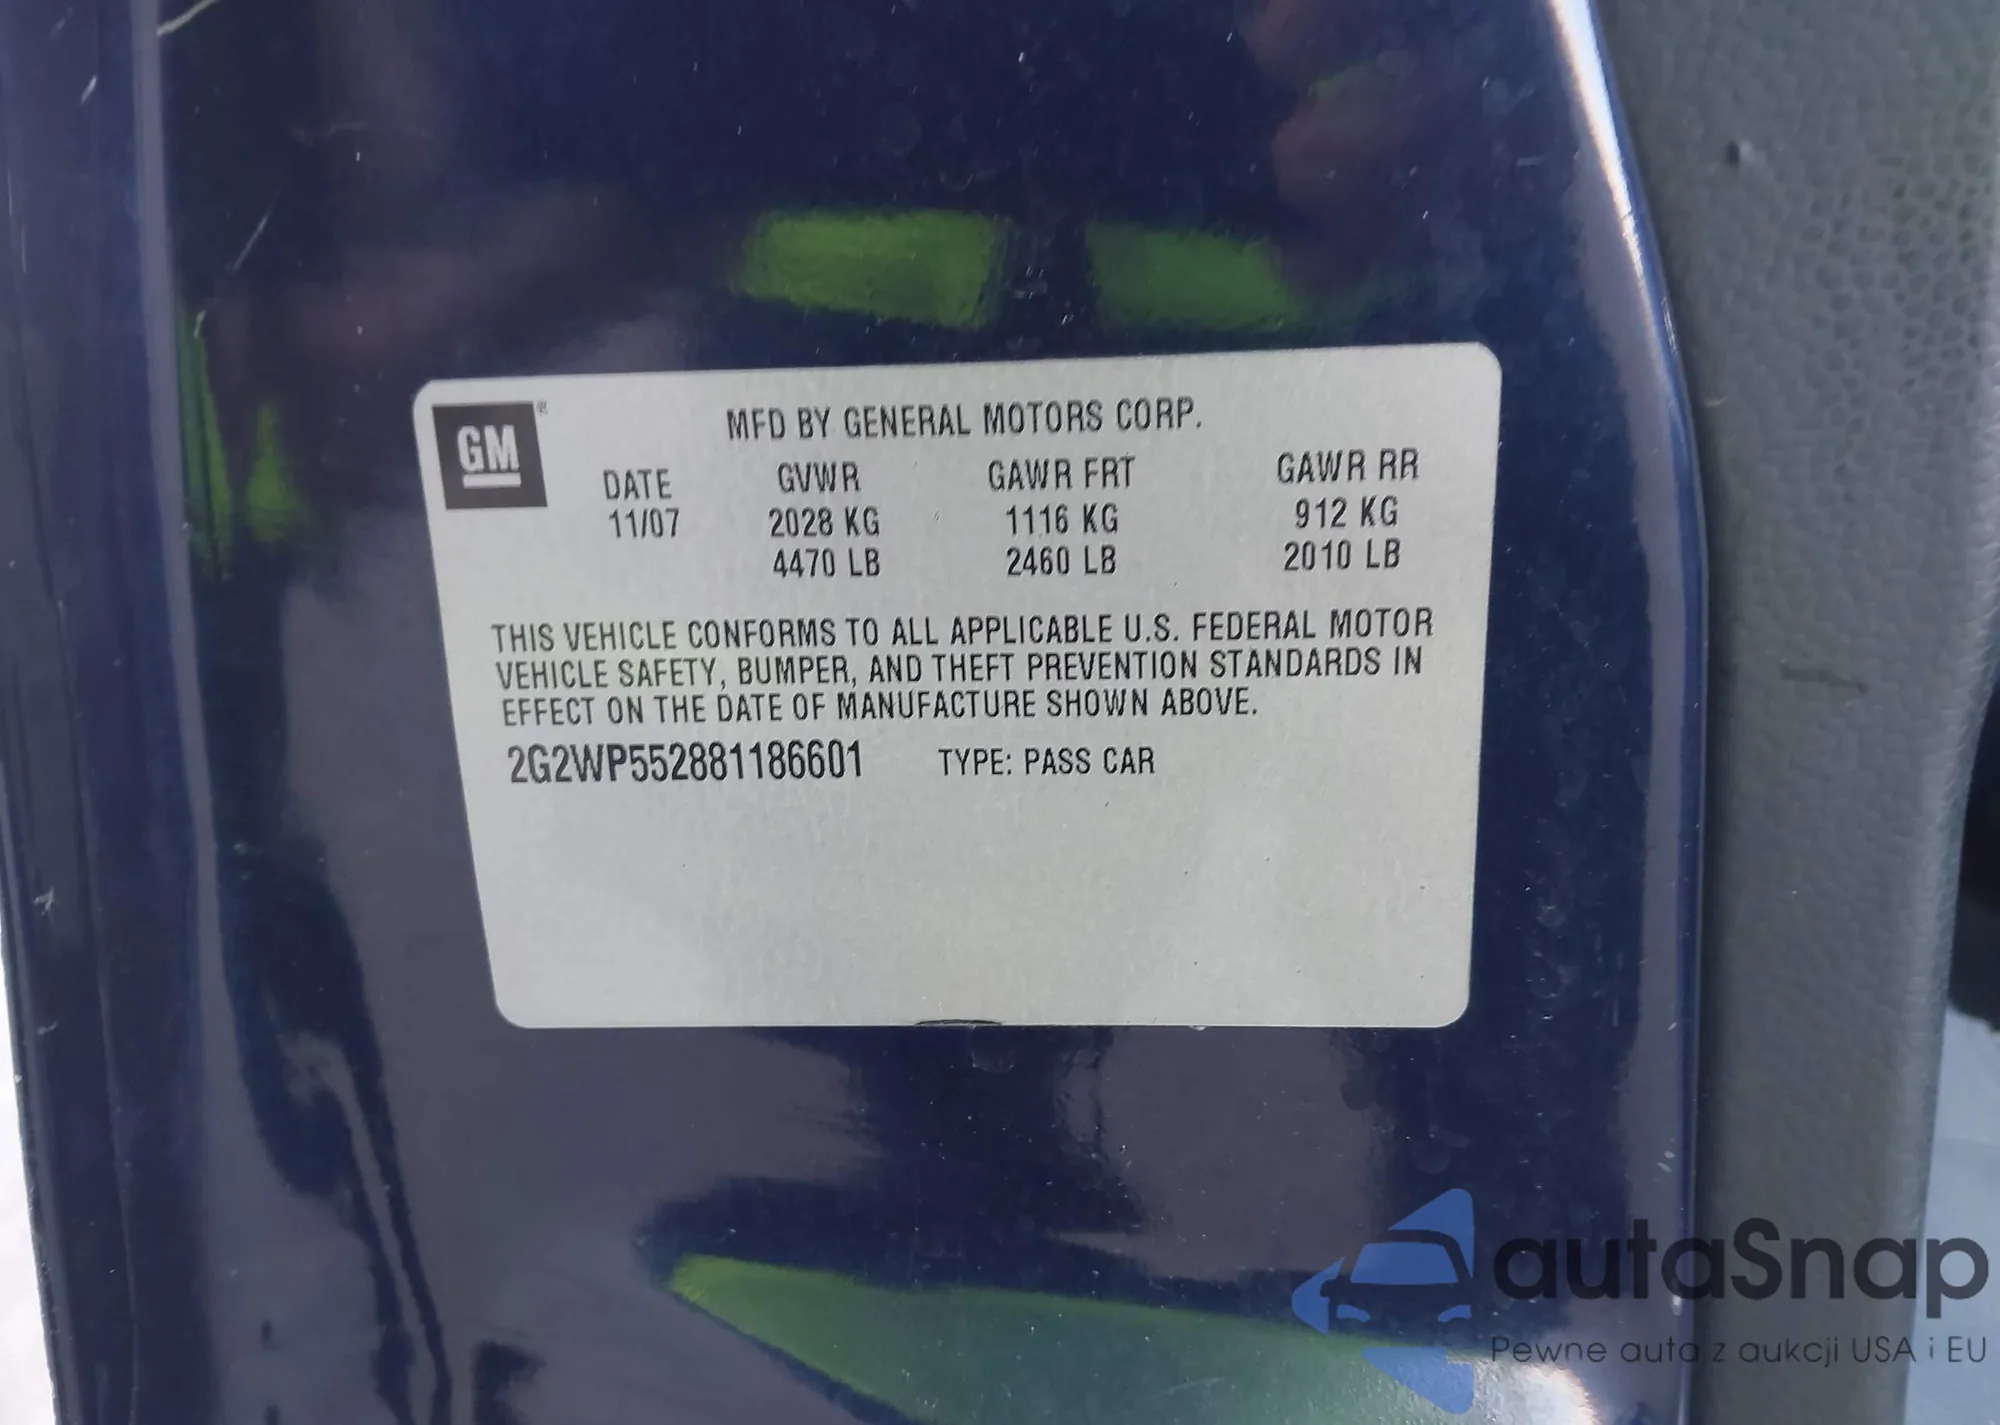 GM®
MFD BY GENERAL MOTORS CORP.
DATE GVWR GAWR FRT GAWR RR
11/07 2028 KG 1116 KG 912 KG
4470 LB 2460 LB 2010 LB
THIS VEHICLE CONFORMS TO ALL APPLICABLE U.S. FEDERAL MOTOR
VEHICLE SAFETY, BUMPER, AND THEFT PREVENTION STANDARDS IN
EFFECT ON THE DATE OF MANUFACTURE SHOWN ABOVE.
2G2WP552881186601 TYPE: PASS CAR
autaSnap
Pewne auta z aukcji USA i EU